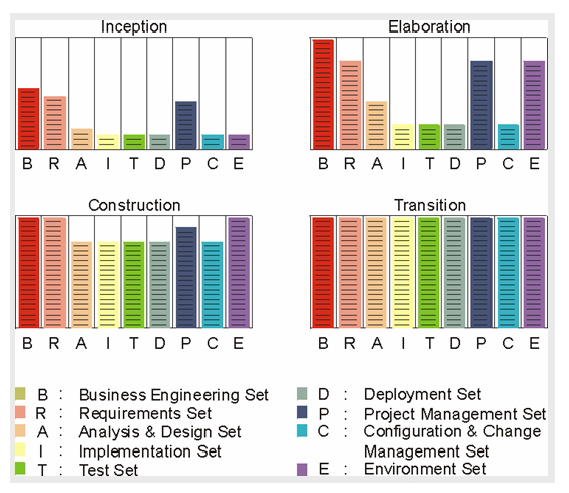 Inception
Elaboration
B R A I T D P C E
B R A I T D P C E
Construction
Transition
B R A I T D P C E
B R A I T D P C E
B : Business Engineering Set
R : Requirements Set
A : Analysis & Design Set
I : Implementation Set
T : Test Set
D : Deployment Set
P : Project Management Set
C : Configuration & Change
Management Set
E : Environment Set